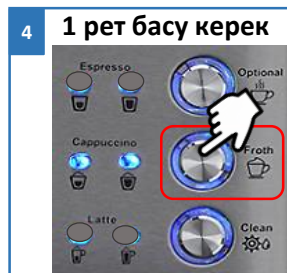 4
1 рет басу керек
Espresso
Optional
Cappuccino
Froth
Latte
Clean